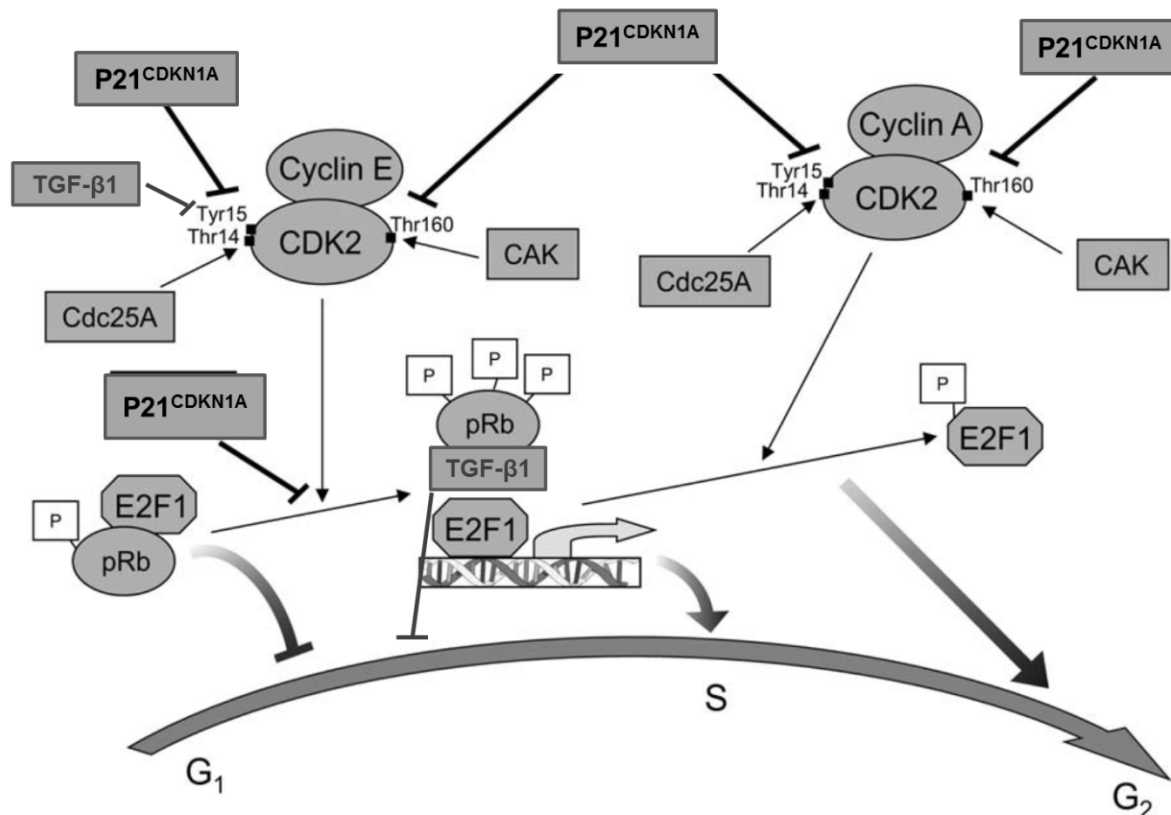 P21CDKN1A
P21CDKN1A
P21CDKN1A
Cyclin E
Cyclin A
TGF-β1
Tyr15
Thr14
CDK2
Thr160
CAK
Cdc25A
Tyr15
Thr14
CDK2
Thr160
CAK
Cdc25A
P21CDKN1A
P
P
P
pRb
TGF-β1
P
E2F1
P
E2F1
pRb
E2F1
S
G1
G2